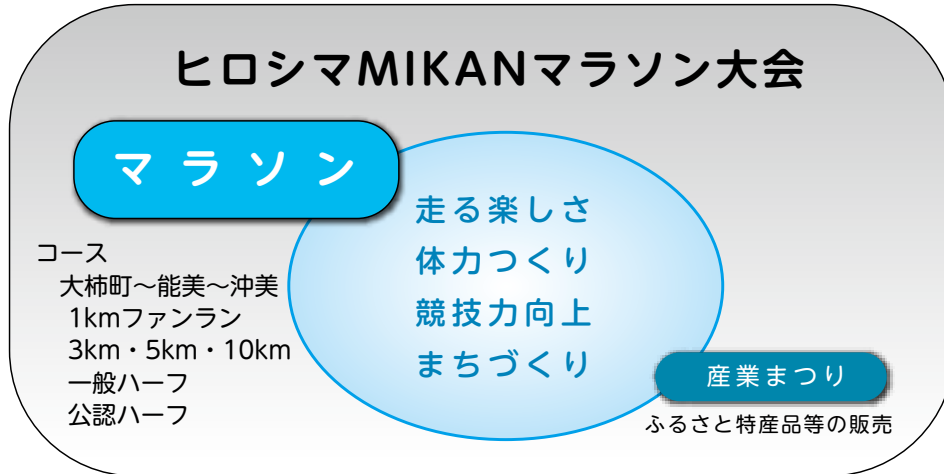 ヒロシマMIKANマラソン大会
マラソン
コース
大柿町～能美～沖美
1kmファンラン
3km・5km・10km
一般ハーフ
公認ハーフ
走る楽しさ
体力つくり
競技力向上
まちづくり
産業まつり
ふるさと特産品等の販売